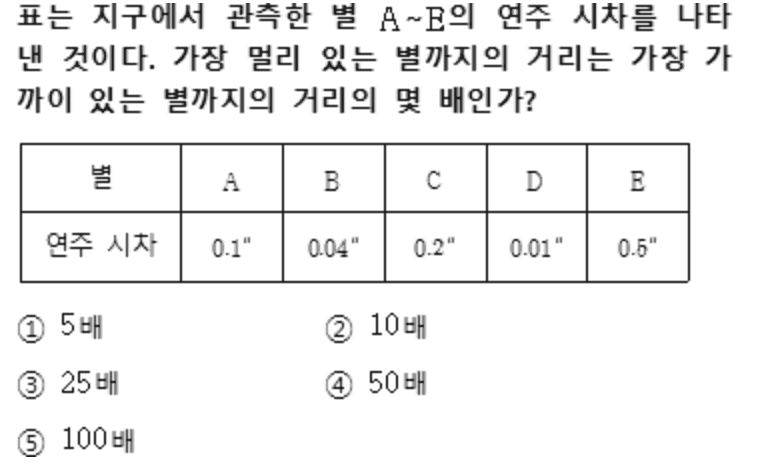 표는 지구에서 관측한 별 A~E의 연주 시차를 나타
낸 것이다. 가장 멀리 있는 별까지의 거리는 가장 가
까이 있는 별까지의 거리의 몇 배인가?
별 A B C D E
연주 시차 0.1" 0.04" 0.2" 0.01" 0.5"
① 5배 ② 10배
③ 25배 ④ 50배
⑤ 100배